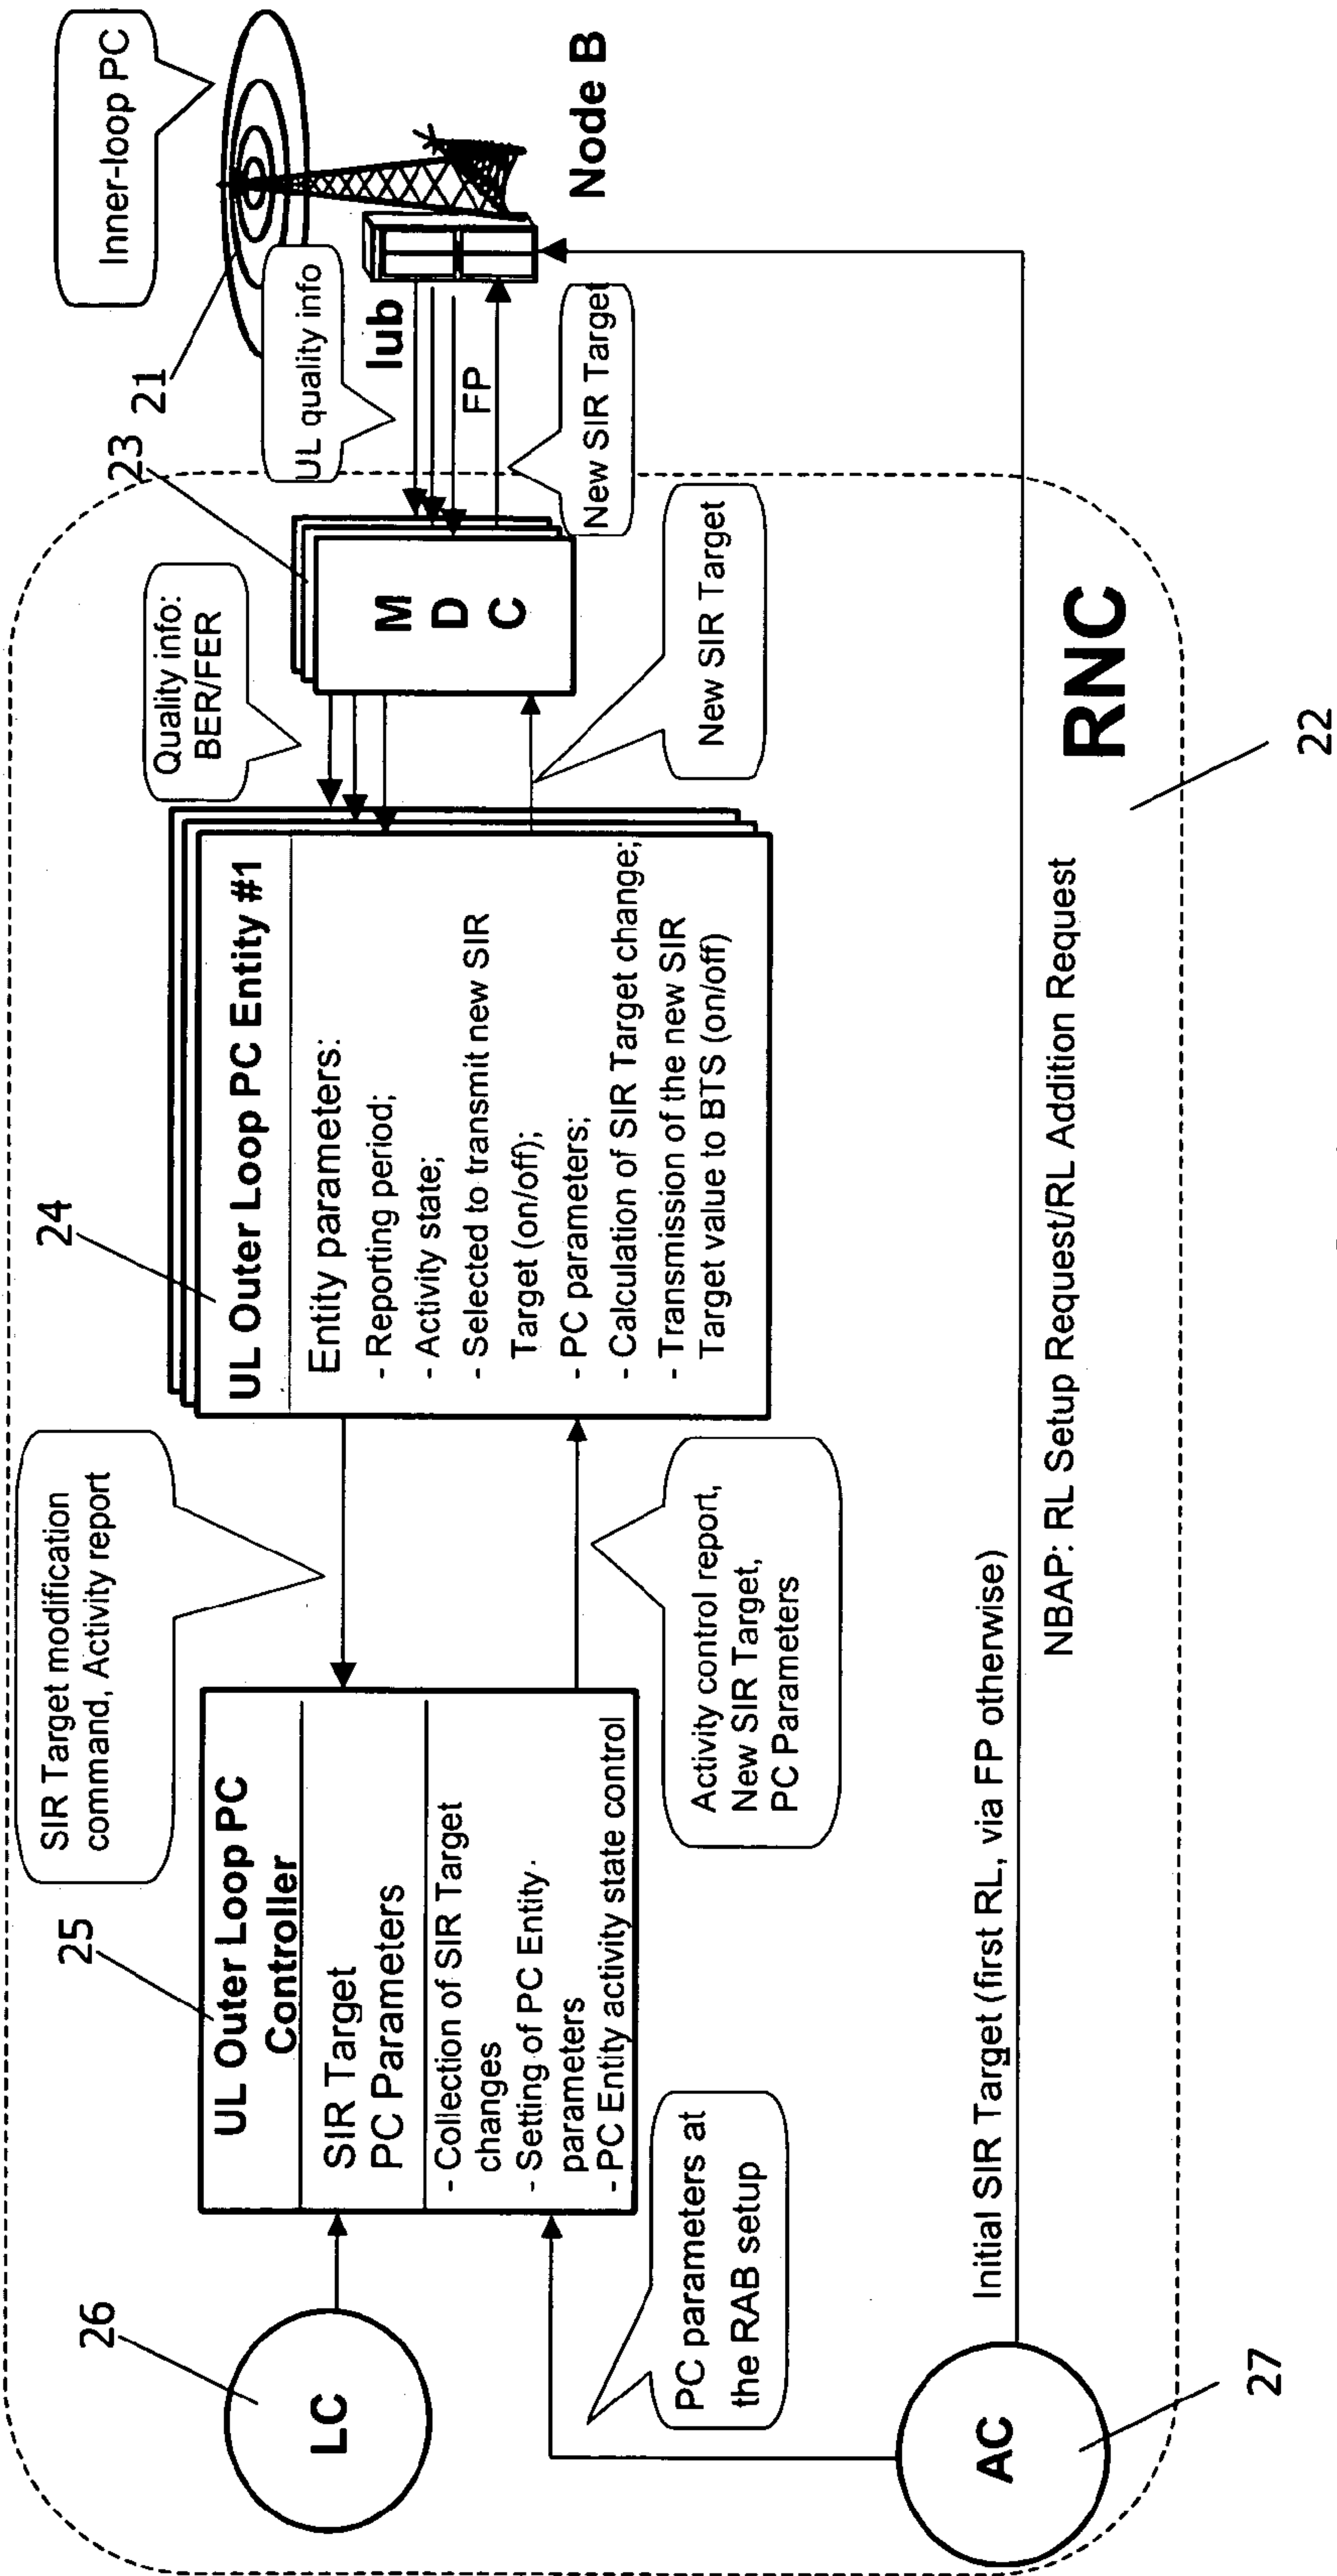 Inner-loop PC
21
Node B
UL quality info
Iub
FP
New SIR Target
23
M
D
C
Quality info:
BER/FER
New SIR Target
RNC
22
24
UL Outer Loop PC Entity #1
Entity parameters:
- Reporting period;
- Activity state;
- Selected to transmit new SIR
Target (on/off);
- PC parameters;
- Calculation of SIR Target change;
- Transmission of the new SIR
Target value to BTS (on/off)
SIR Target modification
command, Activity report
Activity control report,
New SIR Target,
PC Parameters
25
UL Outer Loop PC
Controller
SIR Target
PC Parameters
- Collection of SIR Target
changes
- Setting of PC Entity
parameters
- PC Entity activity state control
26
LC
PC parameters at
the RAB setup
AC
27
Initial SIR Target (first RL, via FP otherwise)
NBAP: RL Setup Request/RL Addition Request